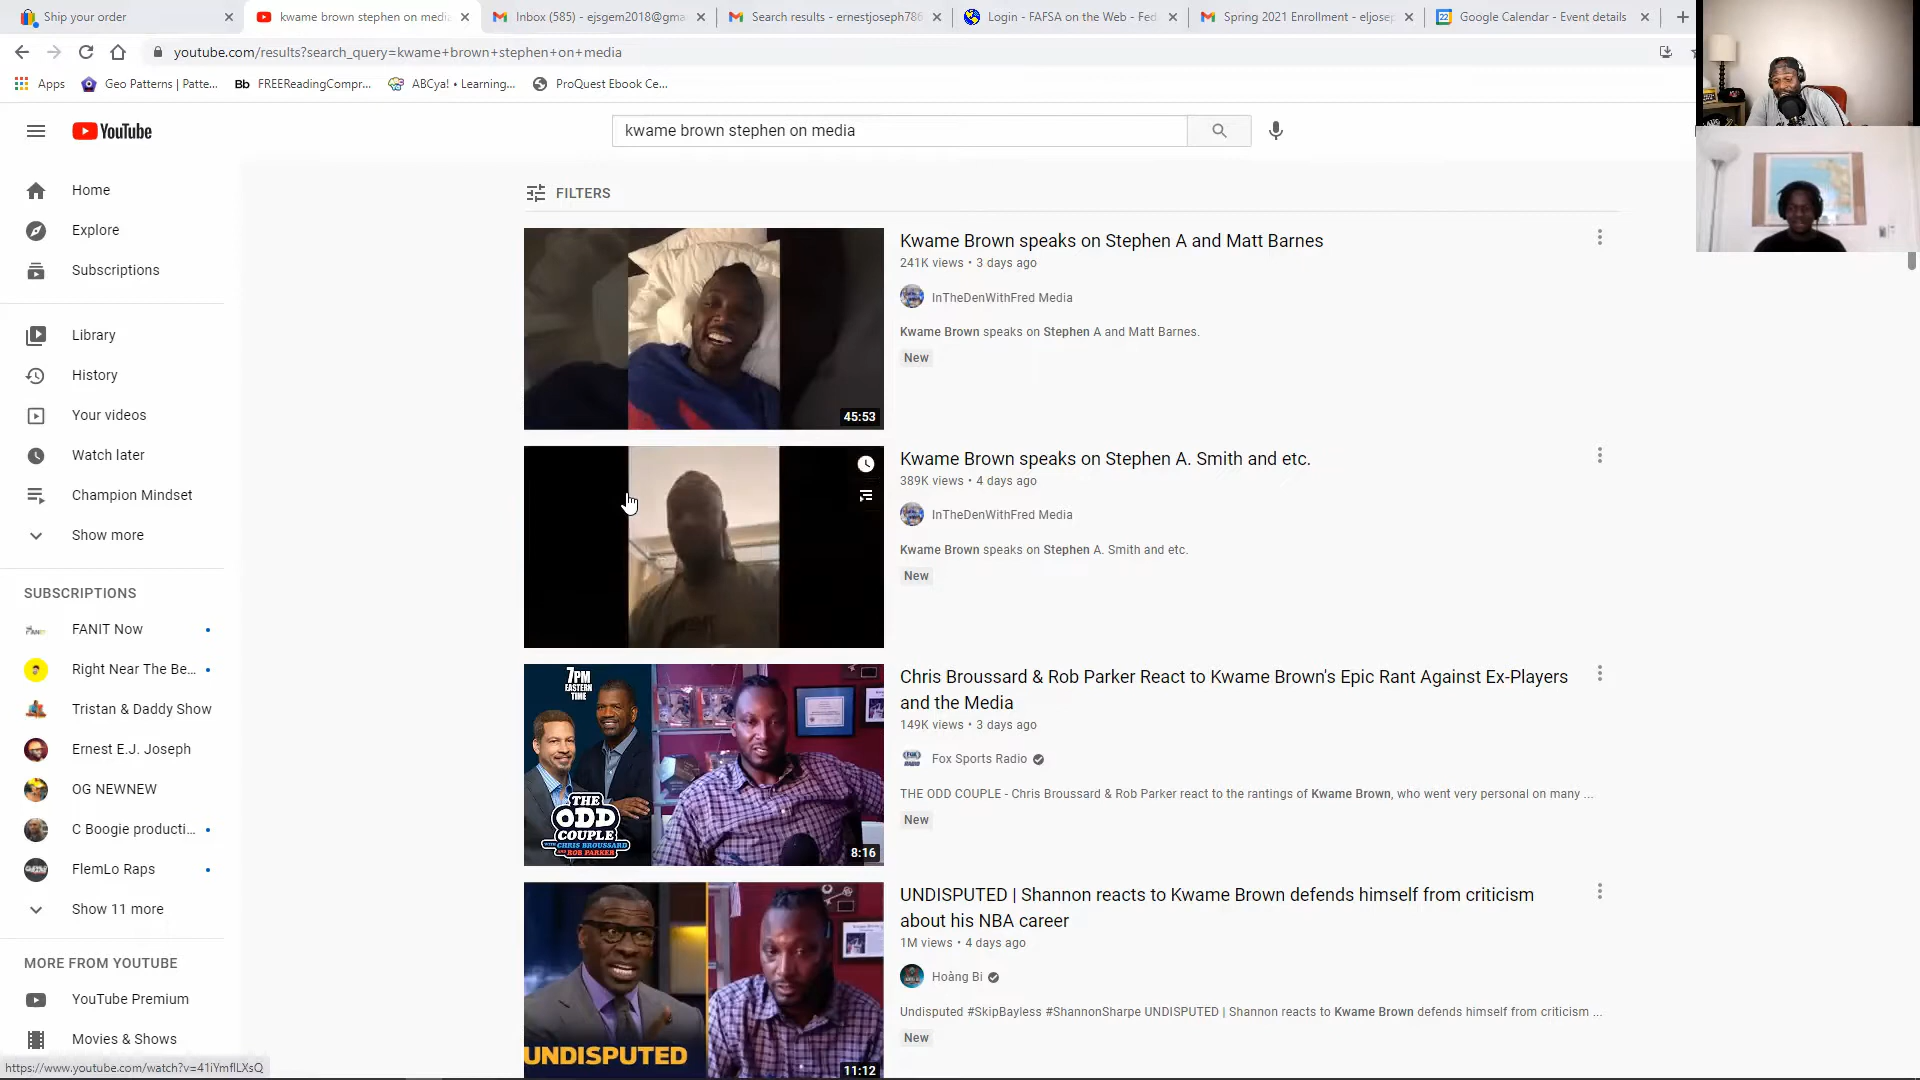 Ship your order
kwame brown stephen on media
Inbox (585) - ejsgem2018@gma
Search results - ernestjoseph786
Login - FAFSA on the Web - Fed
Spring 2021 Enrollment - eljosep
Google Calendar - Event details
youtube.com/results?search_query=kwame+brown+stephen+on+media
Apps
Geo Patterns | Patte...
Bb FREEReadingCompr...
ABCya! • Learning...
ProQuest Ebook Ce...
YouTube
kwame brown stephen on media
Home
Explore
Subscriptions
Library
History
Your videos
Watch later
Champion Mindset
Show more
SUBSCRIPTIONS
FANIT Now
Right Near The Be...
Tristan & Daddy Show
Ernest E.J. Joseph
OG NEWNEW
C Boogie producti...
FlemLo Raps
Show 11 more
MORE FROM YOUTUBE
YouTube Premium
Movies & Shows
https://www.youtube.com/watch?v=41iYmflLXsQ
FILTERS
45:53
Kwame Brown speaks on Stephen A and Matt Barnes
241K views • 3 days ago
InTheDenWithFred Media
Kwame Brown speaks on Stephen A and Matt Barnes.
New
Kwame Brown speaks on Stephen A. Smith and etc.
389K views • 4 days ago
InTheDenWithFred Media
Kwame Brown speaks on Stephen A. Smith and etc.
New
7PM
EASTERN
TIME
THE
ODD
COUPLE
WITH CHRIS BROUSSARD
AND ROB PARKER
8:16
Chris Broussard & Rob Parker React to Kwame Brown's Epic Rant Against Ex-Players
and the Media
149K views • 3 days ago
Fox Sports Radio
THE ODD COUPLE - Chris Broussard & Rob Parker react to the rantings of Kwame Brown, who went very personal on many ...
New
UNDISPUTED
11:12
UNDISPUTED | Shannon reacts to Kwame Brown defends himself from criticism
about his NBA career
1M views • 4 days ago
Hoàng Bi
Undisputed #SkipBayless #ShannonSharpe UNDISPUTED | Shannon reacts to Kwame Brown defends himself from criticism ...
New